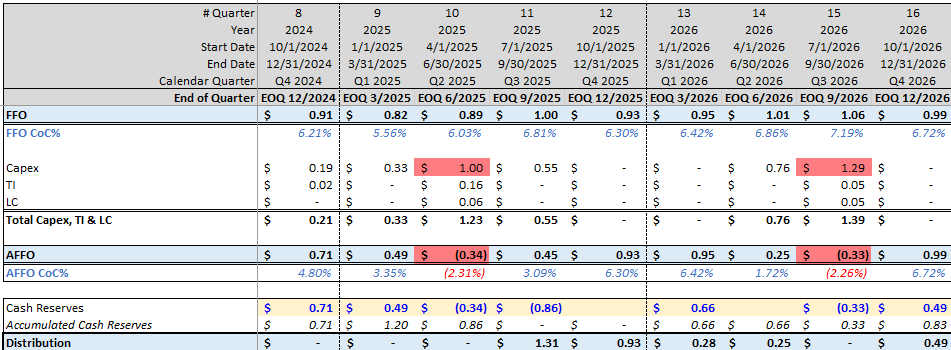 # Quarter 8 9 10 11 12 13 14 15 16
Year 2024 2025 2025 2025 2025 2026 2026 2026 2026
Start Date 10/1/2024 1/1/2025 4/1/2025 7/1/2025 10/1/2025 1/1/2026 4/1/2026 7/1/2026 10/1/2026
End Date 12/31/2024 3/31/2025 6/30/2025 9/30/2025 12/31/2025 3/31/2026 6/30/2026 9/30/2026 12/31/2026
Calendar Quarter Q4 2024 Q1 2025 Q2 2025 Q3 2025 Q4 2025 Q1 2026 Q2 2026 Q3 2026 Q4 2026
End of Quarter EOQ 12/2024 EOQ 3/2025 EOQ 6/2025 EOQ 9/2025 EOQ 12/2025 EOQ 3/2026 EOQ 6/2026 EOQ 9/2026 EOQ 12/2026
FFO $ 0.91 $ 0.82 $ 0.89 $ 1.00 $ 0.93 $ 0.95 $ 1.01 $ 1.06 $ 0.99
FFO CoC% 6.21% 5.56% 6.03% 6.81% 6.30% 6.42% 6.86% 7.19% 6.72%
Capex $ 0.19 $ 0.33 $ 1.00 $ 0.55 $ - $ - $ 0.76 $ 1.29 $ -
TI $ 0.02 $ - $ 0.16 $ - $ - $ - $ - $ 0.05 $ -
LC $ - $ - $ 0.06 $ - $ - $ - $ - $ 0.05 $ -
Total Capex, TI & LC $ 0.21 $ 0.33 $ 1.23 $ 0.55 $ - $ - $ 0.76 $ 1.39 $ -
AFFO $ 0.71 $ 0.49 $ (0.34) $ 0.45 $ 0.93 $ 0.95 $ 0.25 $ (0.33) $ 0.99
AFFO CoC% 4.80% 3.35% (2.31%) 3.09% 6.30% 6.42% 1.72% (2.26%) 6.72%
Cash Reserves $ 0.71 $ 0.49 $ (0.34) $ (0.86) $ 0.66 $ (0.33) $ 0.49
Accumulated Cash Reserves $ 0.71 $ 1.20 $ 0.86 $ - $ - $ 0.66 $ 0.66 $ 0.33 $ 0.83
Distribution $ - $ - $ - $ 1.31 $ 0.93 $ 0.28 $ 0.25 $ - $ 0.49